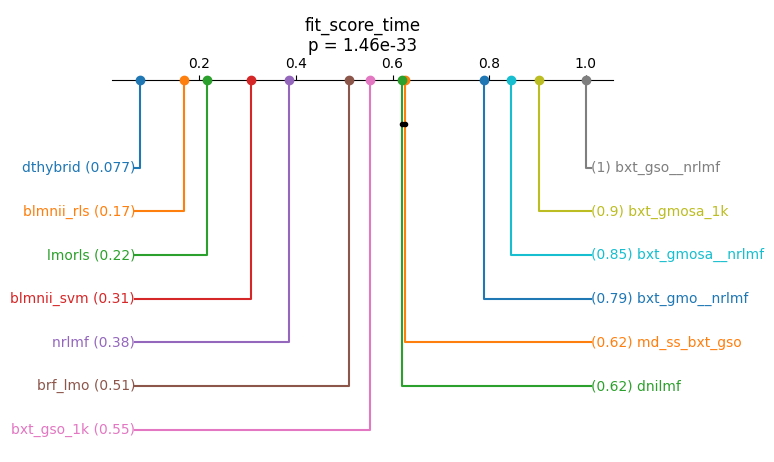 fit_score_time
p = 1.46e-33
0.2 0.4 0.6 0.8 1.0
dthybrid (0.077) (1) bxt_gso__nrlmf
blmnii_rls (0.17) (0.9) bxt_gmosa_1k
lmorls (0.22) (0.85) bxt_gmosa__nrlmf
blmnii_svm (0.31) (0.79) bxt_gmo__nrlmf
nrlmf (0.38) (0.62) md_ss_bxt_gso
brf_lmo (0.51) (0.62) dnilmf
bxt_gso_1k (0.55)